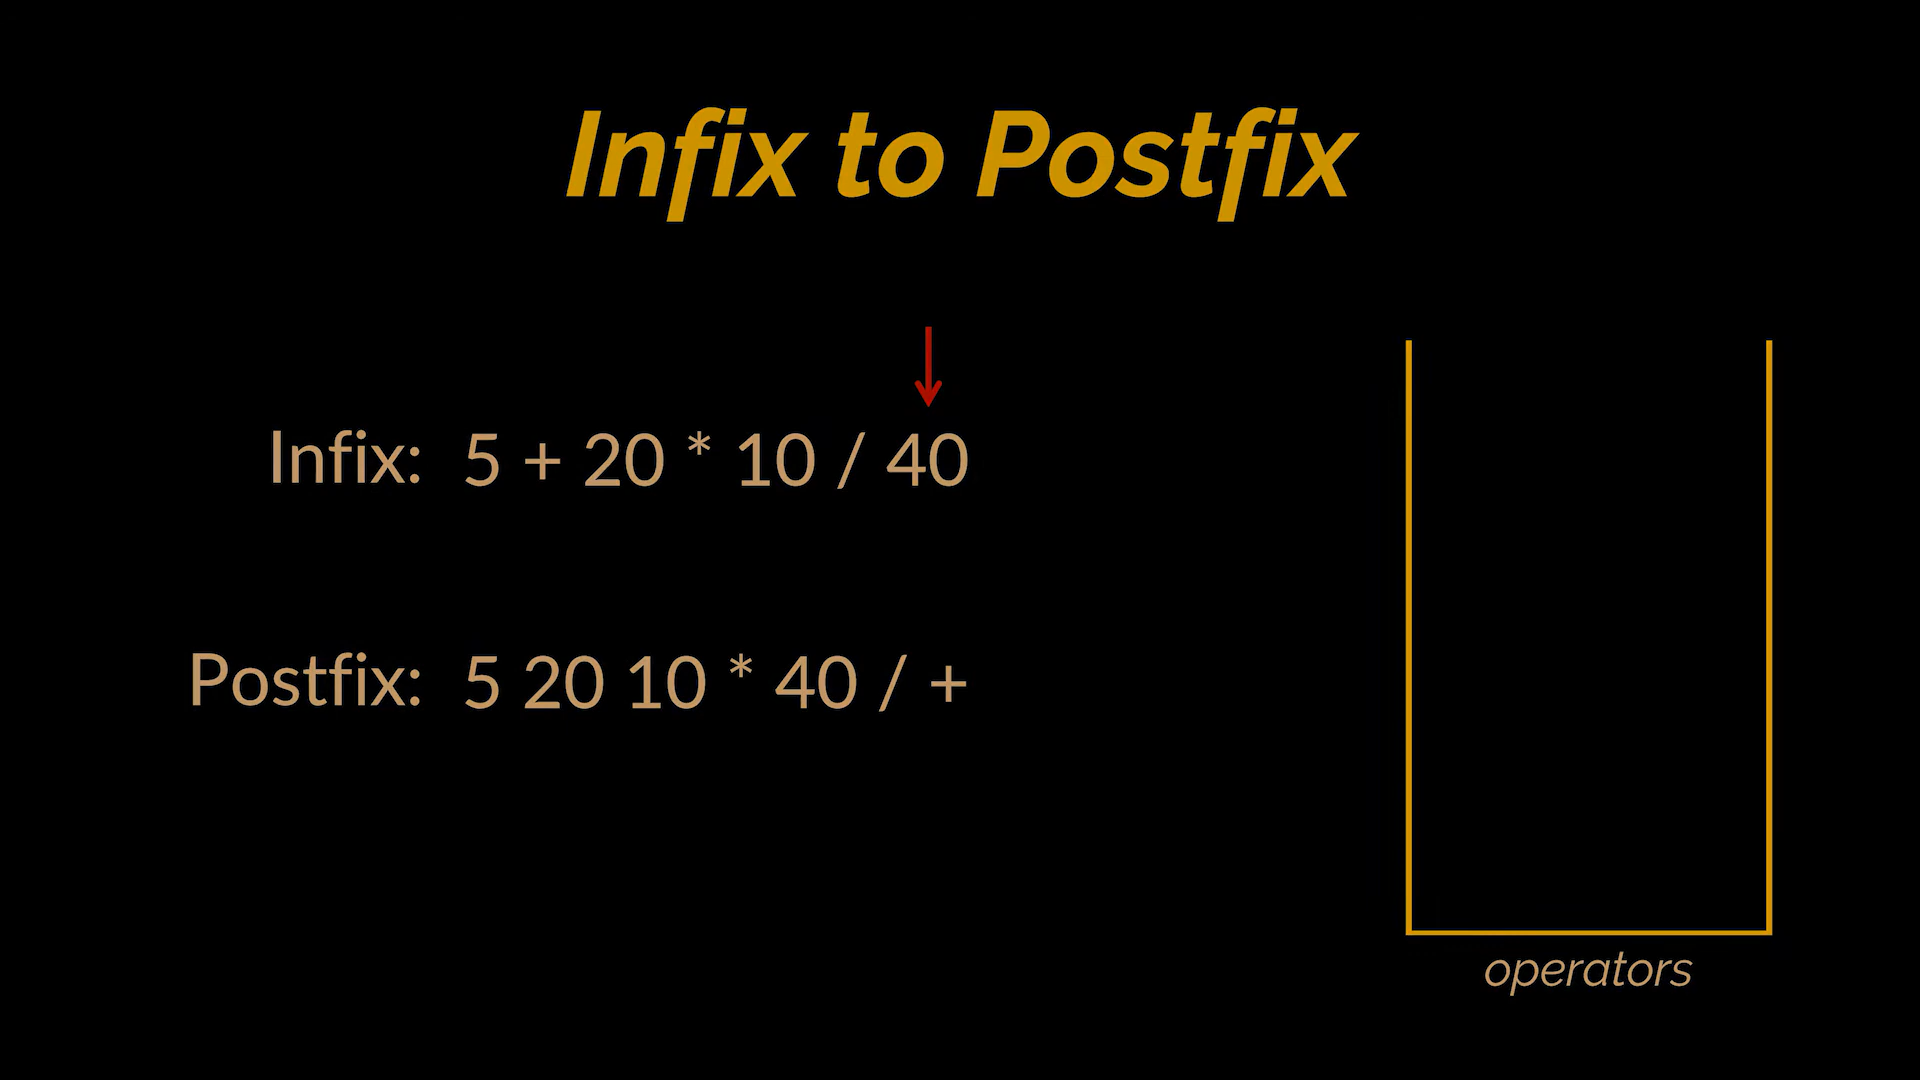 Infix to Postfix
Infix: 5 + 20 * 10 / 40
Postfix: 5 20 10 * 40 / +
operators